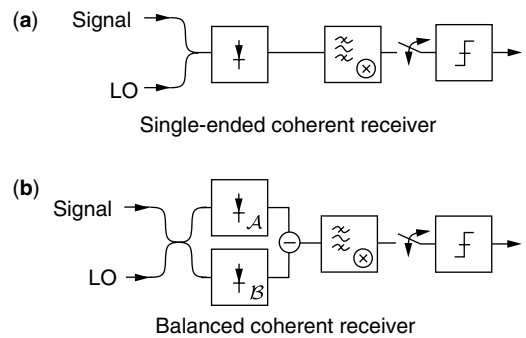 (a)
Signal
LO
Single-ended coherent receiver
(b)
Signal
LO
A
B
Balanced coherent receiver